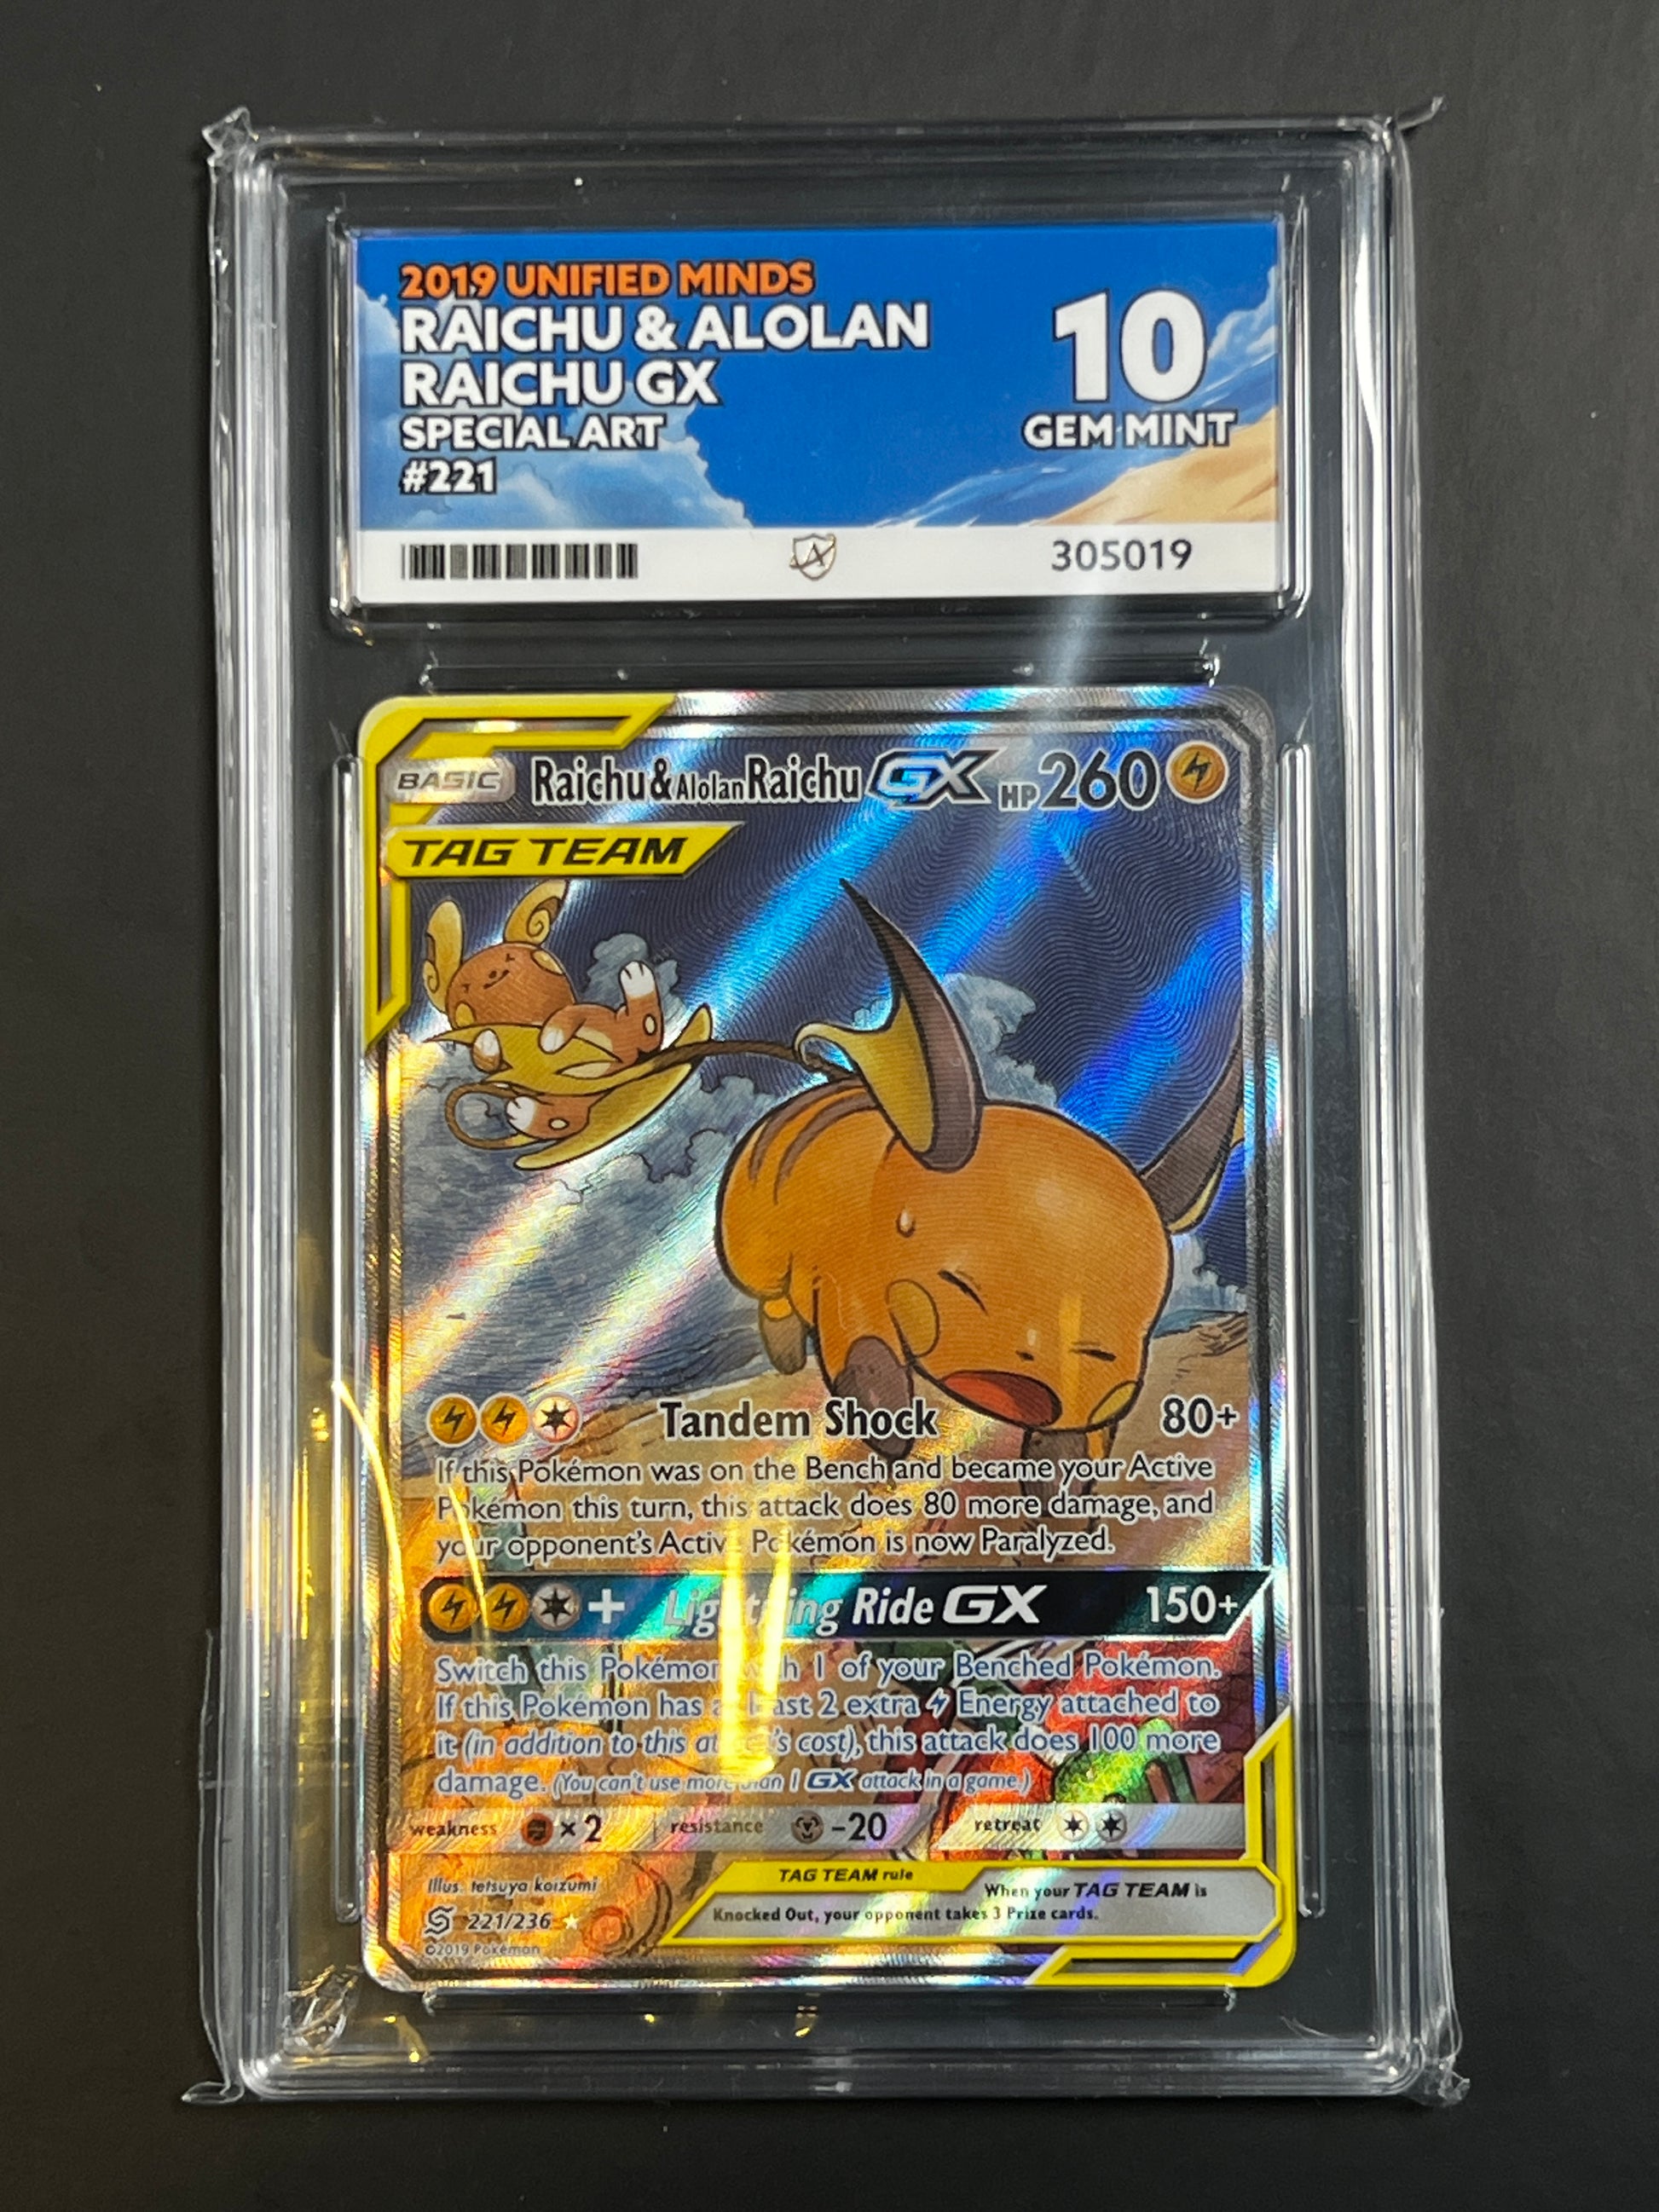 2019 UNIFIED MINDS
RAICHU & ALOLAN
RAICHU GX
SPECIAL ART
#221
10
GEM MINT
305019
BASIC
Raichu & Alolan Raichu GX HP 260
TAG TEAM
Tandem Shock 80+
If this Pokémon was on the Bench and became your Active
Pokémon this turn, this attack does 80 more damage, and
your opponent's Active Pokémon is now Paralyzed.
+ Lightning Ride GX 150+
Switch this Pokémon with 1 of your Benched Pokémon.
If this Pokémon has at least 2 extra Energy attached to
it (in addition to this attack's cost), this attack does 100 more
damage. (You can't use more than 1 GX attack in a game.)
weakness ×2 resistance -20 retreat
Illus. tetsuya koizumi
221/236
©2019 Pokémon
TAG TEAM rule
When your TAG TEAM is
Knocked Out, your opponent takes 3 Prize cards.